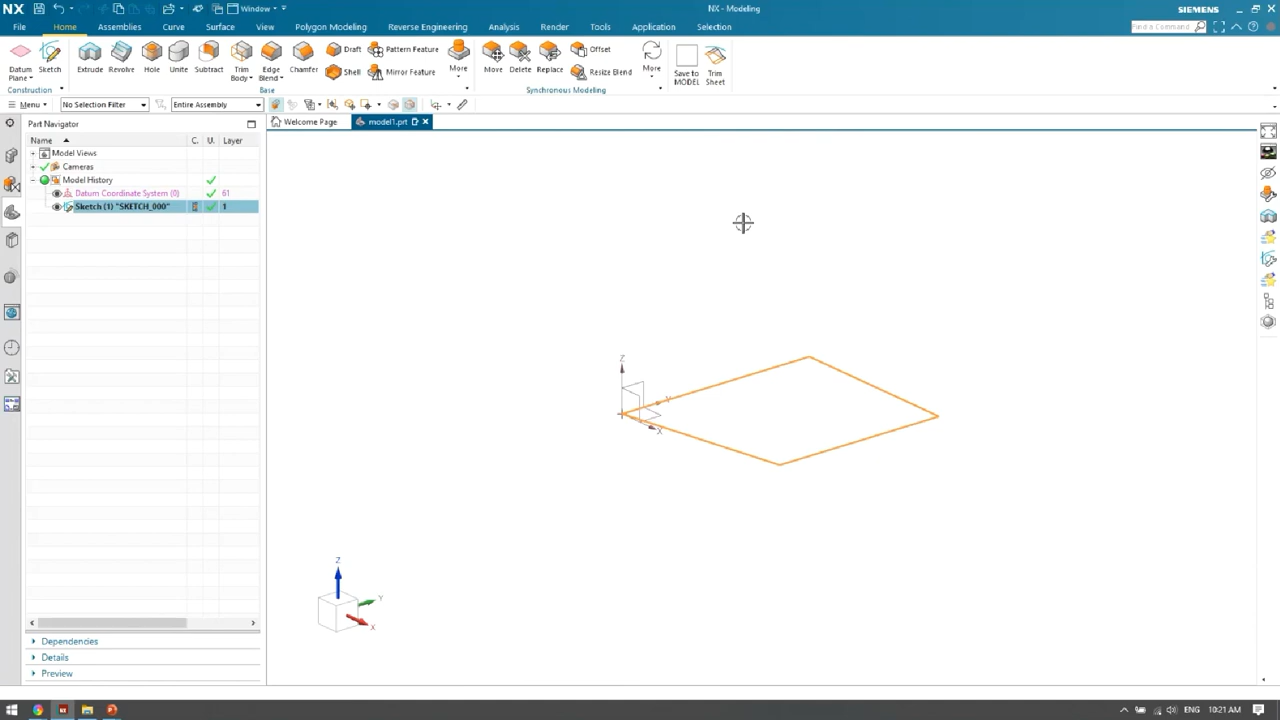 NX Window NX - Modeling SIEMENS
File Home Assemblies Curve Surface View Polygon Modeling Reverse Engineering Analysis Render Tools Application Selection Find a Command
Datum Plane Sketch Extrude Revolve Hole Unite Subtract Trim Body Edge Blend Chamfer Draft Shell Pattern Feature Mirror Feature More Move Delete Replace Offset Resize Blend More Save to MODEL Trim Sheet
Construction Base Synchronous Modeling
Menu No Selection Filter Entire Assembly
Part Navigator Welcome Page model1.prt
Name C. U. Layer
Model Views
Cameras
Model History
Datum Coordinate System (0) 61
Sketch (1) "SKETCH_000" 1
Z
Y
X
Z
Y
X
Dependencies
Details
Preview
ENG 10:21 AM